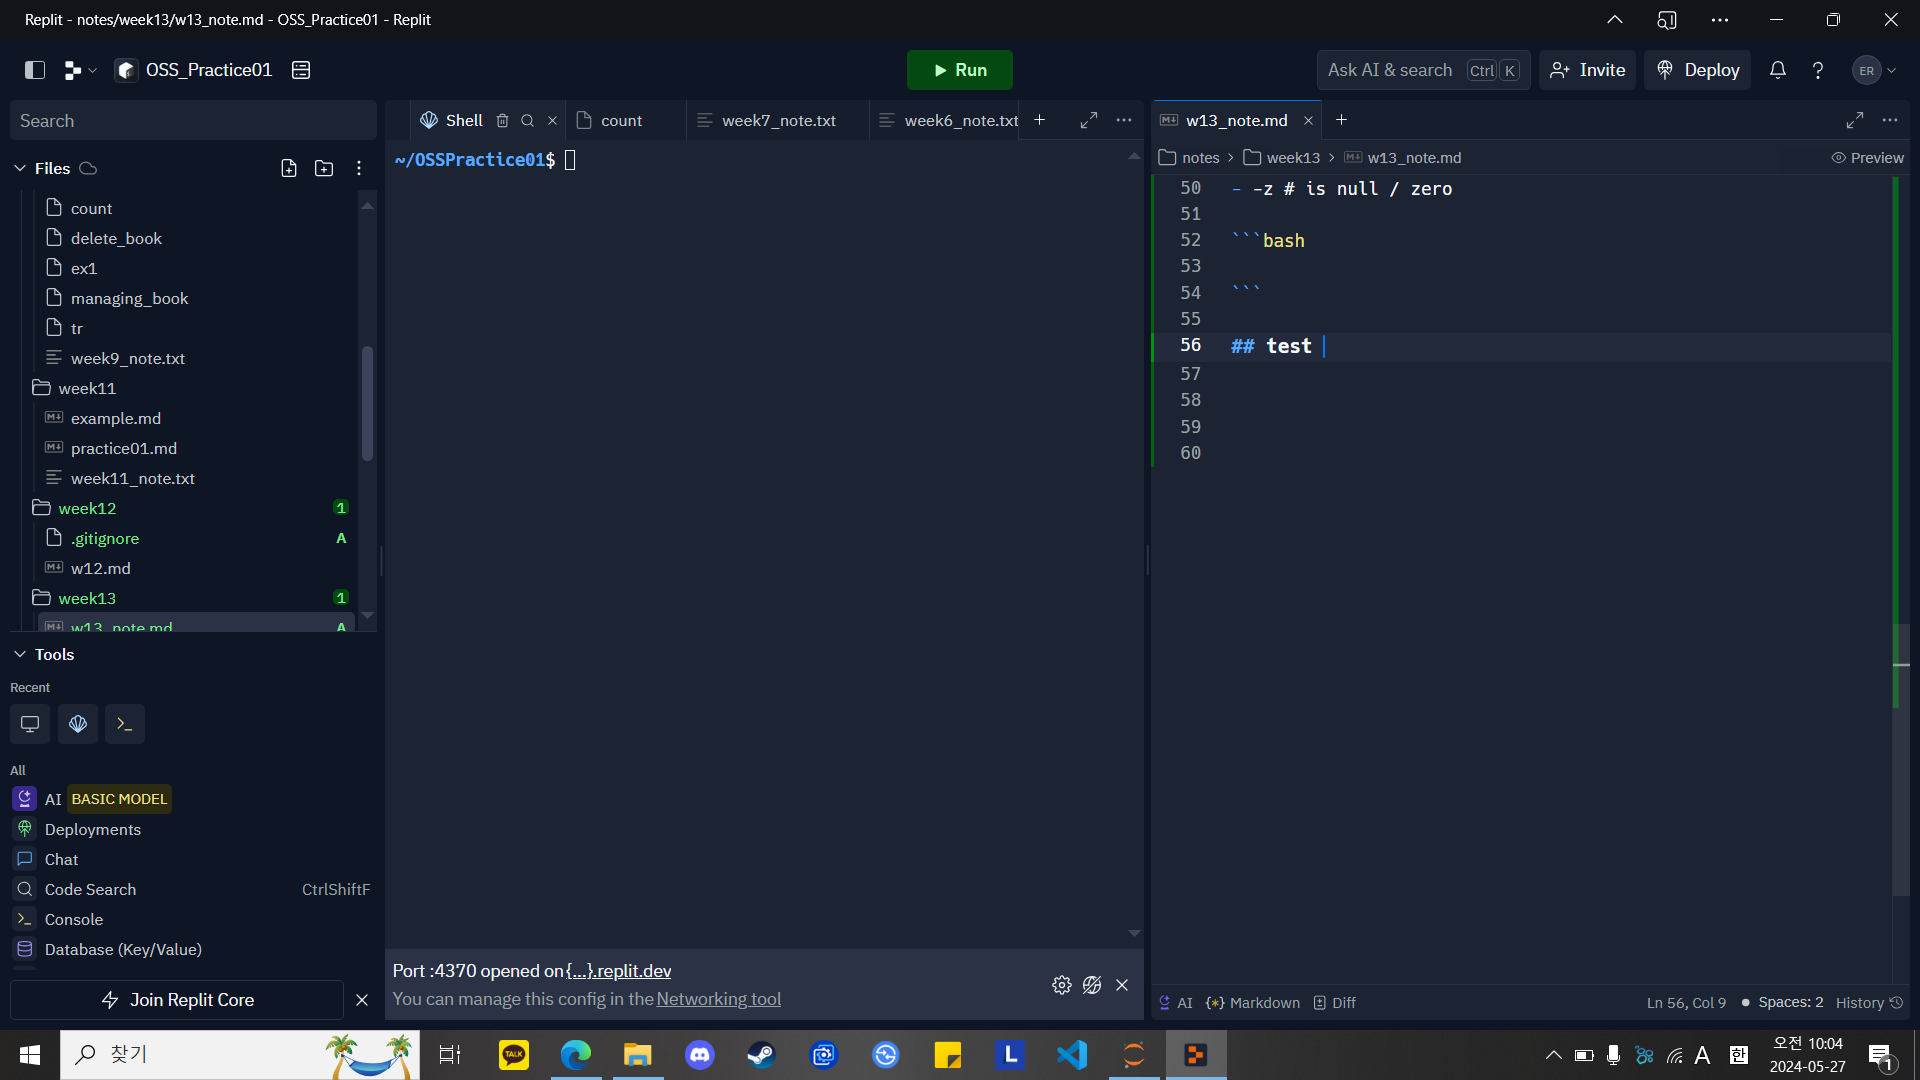 Replit - notes/week13/w13_note.md - OSS_Practice01 - Replit
OSS_Practice01
Run
Ask AI & search Ctrl K
Invite
Deploy
ER
Search
Files
count
delete_book
ex1
managing_book
tr
week9_note.txt
week11
example.md
practice01.md
week11_note.txt
week12 1
.gitignore A
w12.md
week13 1
w13_note.md A
Tools
Recent
All
AI BASIC MODEL
Deployments
Chat
Code Search CtrlShiftF
Console
Database (Key/Value)
Join Replit Core
Shell
count
week7_note.txt
week6_note.txt
~/OSSPractice01$
Port :4370 opened on {...}.replit.dev
You can manage this config in the Networking tool
w13_note.md
notes > week13 > w13_note.md
Preview
50 - -z # is null / zero
51
52 ```bash
53
54 ```
55
56 ## test
57
58
59
60
AI {*} Markdown Diff
Ln 56, Col 9 Spaces: 2 History
찾기
TALK
L
A
한
오전 10:04
2024-05-27
1